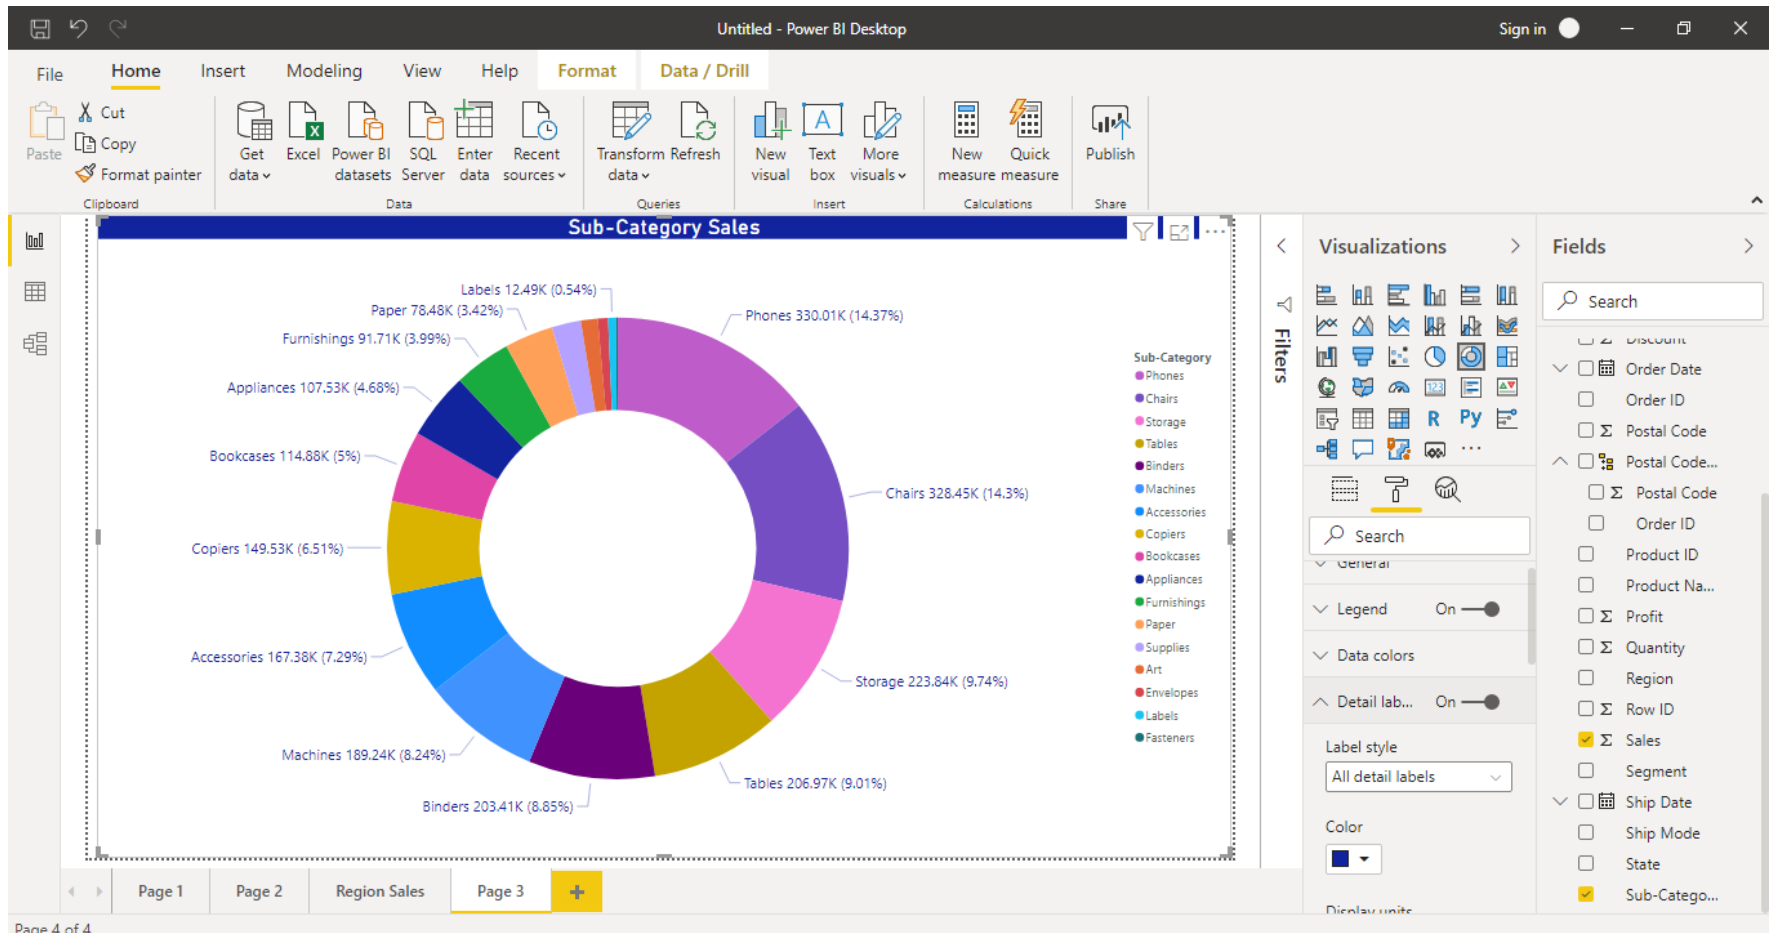 Untitled - Power BI Desktop
Sign in
File
Home
Insert
Modeling
View
Help
Format
Data / Drill
Paste
Cut
Copy
Format painter
Clipboard
Get data
Excel
Power BI datasets
SQL Server
Enter data
Recent sources
Data
Transform data
Refresh
Queries
New visual
Text box
More visuals
Insert
New measure
Quick measure
Calculations
Publish
Share
Sub-Category Sales
Labels 12.49K (0.54%)
Paper 78.48K (3.42%)
Furnishings 91.71K (3.99%)
Appliances 107.53K (4.68%)
Bookcases 114.88K (5%)
Copiers 149.53K (6.51%)
Accessories 167.38K (7.29%)
Machines 189.24K (8.24%)
Binders 203.41K (8.85%)
Phones 330.01K (14.37%)
Chairs 328.45K (14.3%)
Storage 223.84K (9.74%)
Tables 206.97K (9.01%)
Sub-Category
Phones
Chairs
Storage
Tables
Binders
Machines
Accessories
Copiers
Bookcases
Appliances
Furnishings
Paper
Supplies
Art
Envelopes
Labels
Fasteners
Filters
Visualizations
123
R
Py
Search
General
Legend On
Data colors
Detail lab... On
Label style
All detail labels
Color
Display units
Fields
Search
Discount
Order Date
Order ID
Postal Code
Postal Code...
Postal Code
Order ID
Product ID
Product Na...
Profit
Quantity
Region
Row ID
Sales
Segment
Ship Date
Ship Mode
State
Sub-Catego...
Page 1
Page 2
Region Sales
Page 3
Page 4 of 4